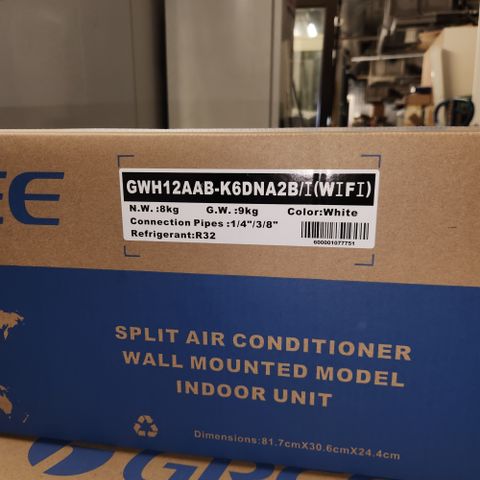 EE
GWH12AAB-K6DNA2B/I(WIFI)
N.W. :8kg G.W. :9kg Color:White
Connection Pipes :1/4"/3/8"
Refrigerant:R32
600001077751
SPLIT AIR CONDITIONER
WALL MOUNTED MODEL
INDOOR UNIT
Dimensions:81.7cmX30.6cmX24.4cm
GREE